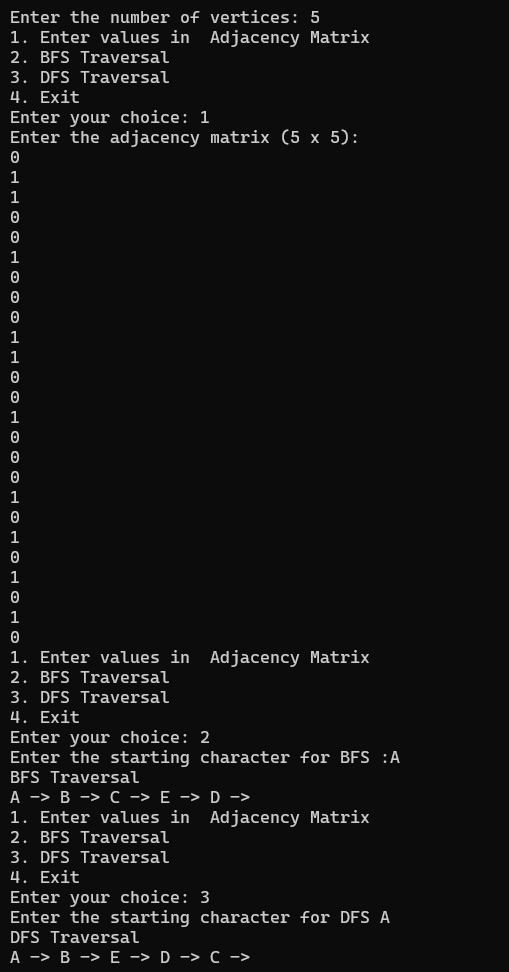 Enter the number of vertices: 5
1. Enter values in  Adjacency Matrix
2. BFS Traversal
3. DFS Traversal
4. Exit
Enter your choice: 1
Enter the adjacency matrix (5 x 5):
0
1
1
0
0
1
0
0
0
1
1
0
0
1
0
0
0
1
0
1
0
1
0
1
0
1. Enter values in  Adjacency Matrix
2. BFS Traversal
3. DFS Traversal
4. Exit
Enter your choice: 2
Enter the starting character for BFS :A
BFS Traversal
A -> B -> C -> E -> D ->
1. Enter values in  Adjacency Matrix
2. BFS Traversal
3. DFS Traversal
4. Exit
Enter your choice: 3
Enter the starting character for DFS A
DFS Traversal
A -> B -> E -> D -> C ->